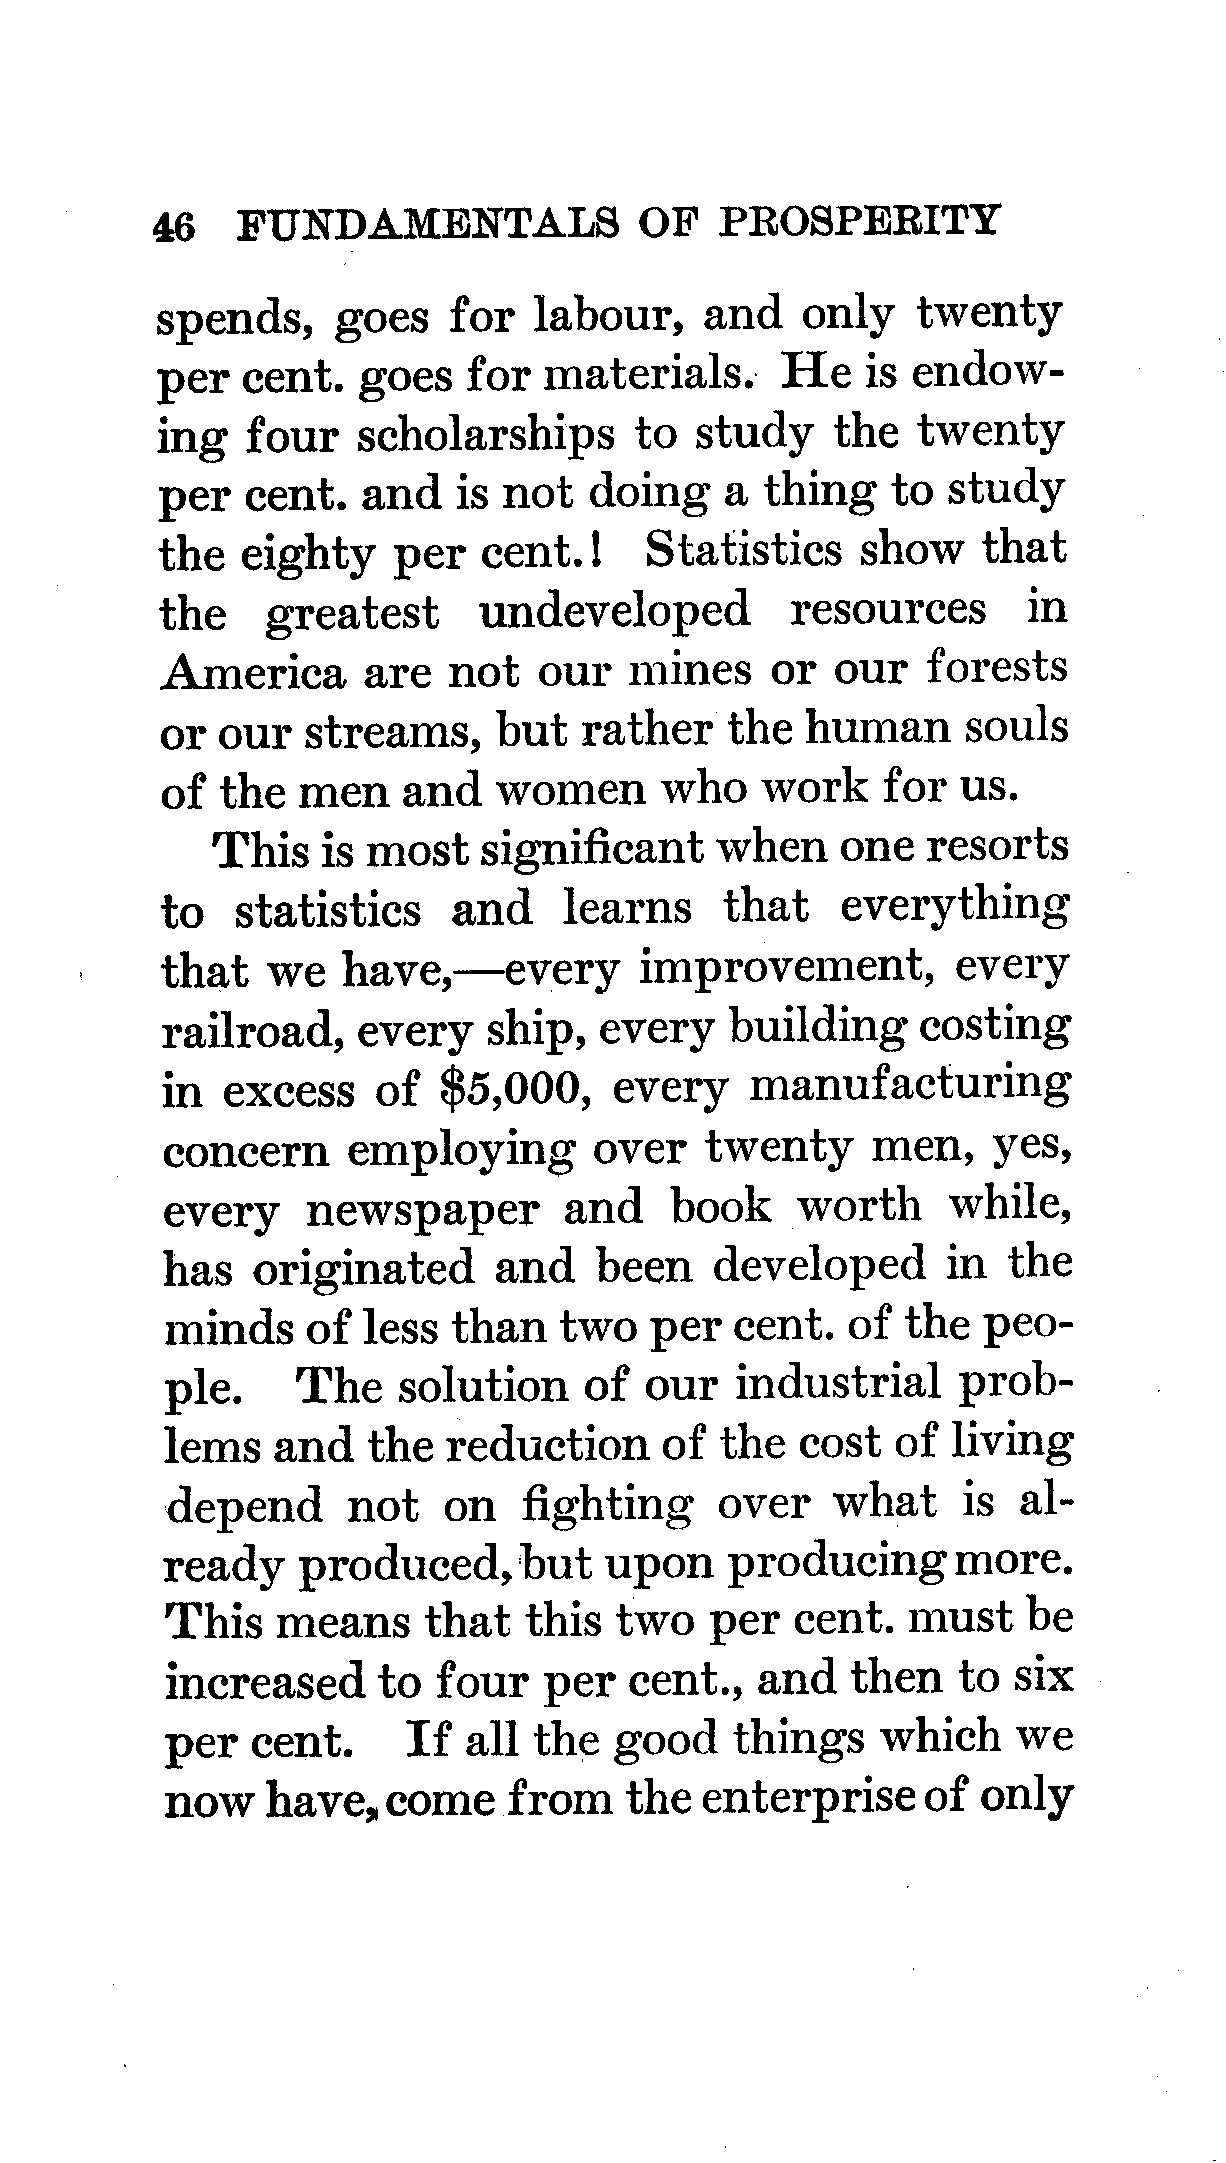 46 FUNDAMENTALS OF PROSPERITY
spends, goes for labour, and only twenty
per cent. goes for materials. He is endow-
ing four scholarships to study the twenty
per cent. and is not doing a thing to study
the eighty per cent.! Statistics show that
the greatest undeveloped resources in
America are not our mines or our forests
or our streams, but rather the human souls
of the men and women who work for us.
This is most significant when one resorts
to statistics and learns that everything
that we have,—every improvement, every
railroad, every ship, every building costing
in excess of $5,000, every manufacturing
concern employing over twenty men, yes,
every newspaper and book worth while,
has originated and been developed in the
minds of less than two per cent. of the peo-
ple. The solution of our industrial prob-
lems and the reduction of the cost of living
depend not on fighting over what is al-
ready produced, but upon producing more.
This means that this two per cent. must be
increased to four per cent., and then to six
per cent. If all the good things which we
now have, come from the enterprise of only